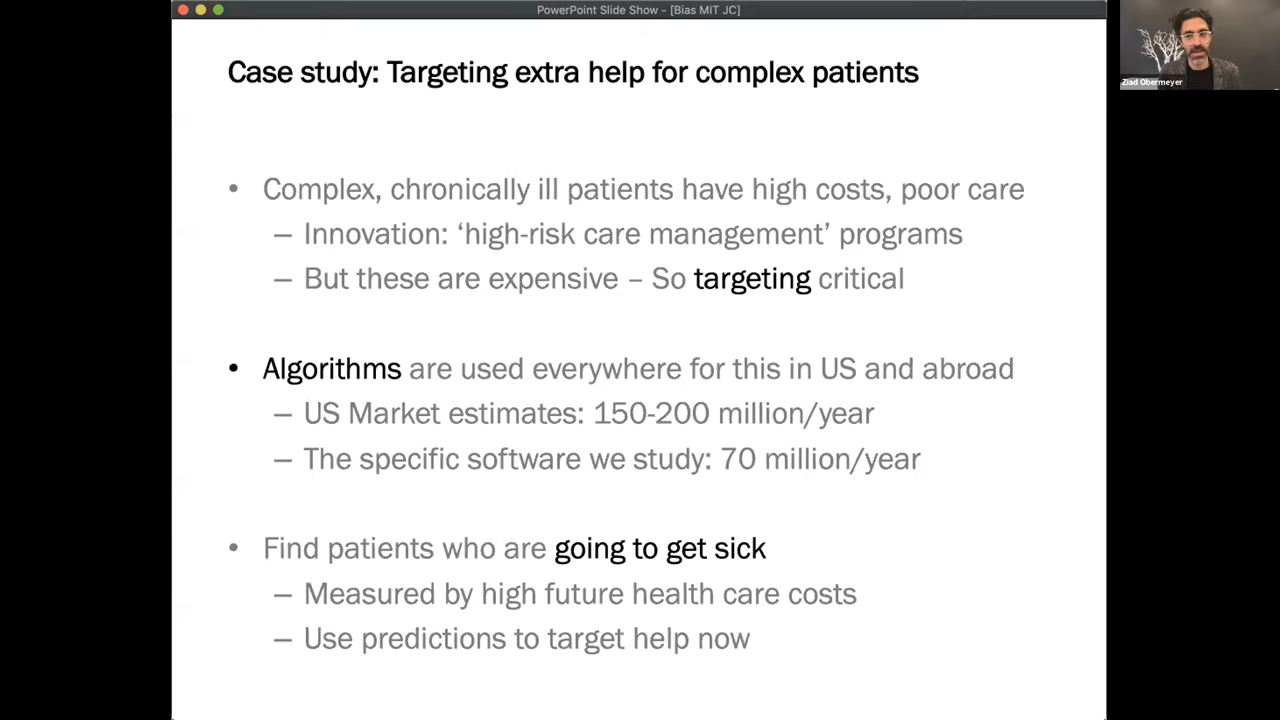 PowerPoint Slide Show - [Bias MIT JC]
Case study: Targeting extra help for complex patients
• Complex, chronically ill patients have high costs, poor care
– Innovation: ‘high-risk care management’ programs
– But these are expensive – So targeting critical
• Algorithms are used everywhere for this in US and abroad
– US Market estimates: 150-200 million/year
– The specific software we study: 70 million/year
• Find patients who are going to get sick
– Measured by high future health care costs
– Use predictions to target help now
Ziad Obermeyer